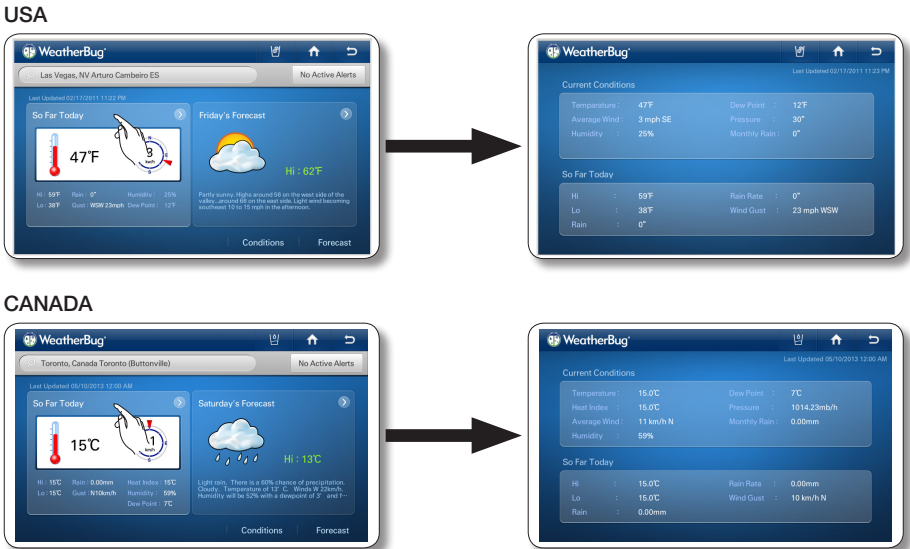 USA
WeatherBug
Las Vegas, NV Arturo Cambeiro ES
No Active Alerts
Last Updated 02/17/2011 11:22 PM
So Far Today
47°F
N
E
S
3
km/h
Hi : 59°F Rain : 0" Humidity : 25%
Lo : 38°F Gust : WSW 23mph Dew Point : 12°F
Friday's Forecast
Hi : 62°F
Partly sunny. Highs around 56 on the west side of the
valley...around 68 on the east side. Light wind becoming
southwest 10 to 15 mph in the afternoon.
Conditions Forecast
WeatherBug
Last Updated 02/17/2011 11:23 PM
Current Conditions
Temparature : 47°F Dew Point : 12°F
Average Wind : 3 mph SE Pressure : 30"
Humidity : 25% Monthly Rain : 0"
So Far Today
Hi : 59°F Rain Rate : 0"
Lo : 38°F Wind Gust : 23 mph WSW
Rain : 0"
CANADA
WeatherBug
Toronto, Canada Toronto (Buttonville)
No Active Alerts
Last Updated 05/10/2013 12:00 AM
So Far Today
15℃
E
S
1
kmh
Hi : 15℃ Rain : 0.00mm Heat Index : 15℃
Lo : 15℃ Gust : N10km/h Humidity : 59%
Dew Point : 7℃
Saturday's Forecast
Hi : 13℃
Light rain. There is a 60% chance of precipitation.
Cloudy. Temperature of 13˚ C. Winds W 22km/h.
Humidity will be 52% with a dewpoint of 3˚ and f···
Conditions Forecast
WeatherBug
Last Updated 05/10/2013 12:00 AM
Current Conditions
Temparature : 15.0℃ Dew Point : 7℃
Heat Index : 15.0℃ Pressure : 1014.23mb/h
Average Wind : 11 km/h N Monthly Rain : 0.00mm
Humidity : 59%
So Far Today
Hi : 15.0℃ Rain Rate : 0.00mm
Lo : 15.0℃ Wind Gust : 10 km/h N
Rain : 0.00mm